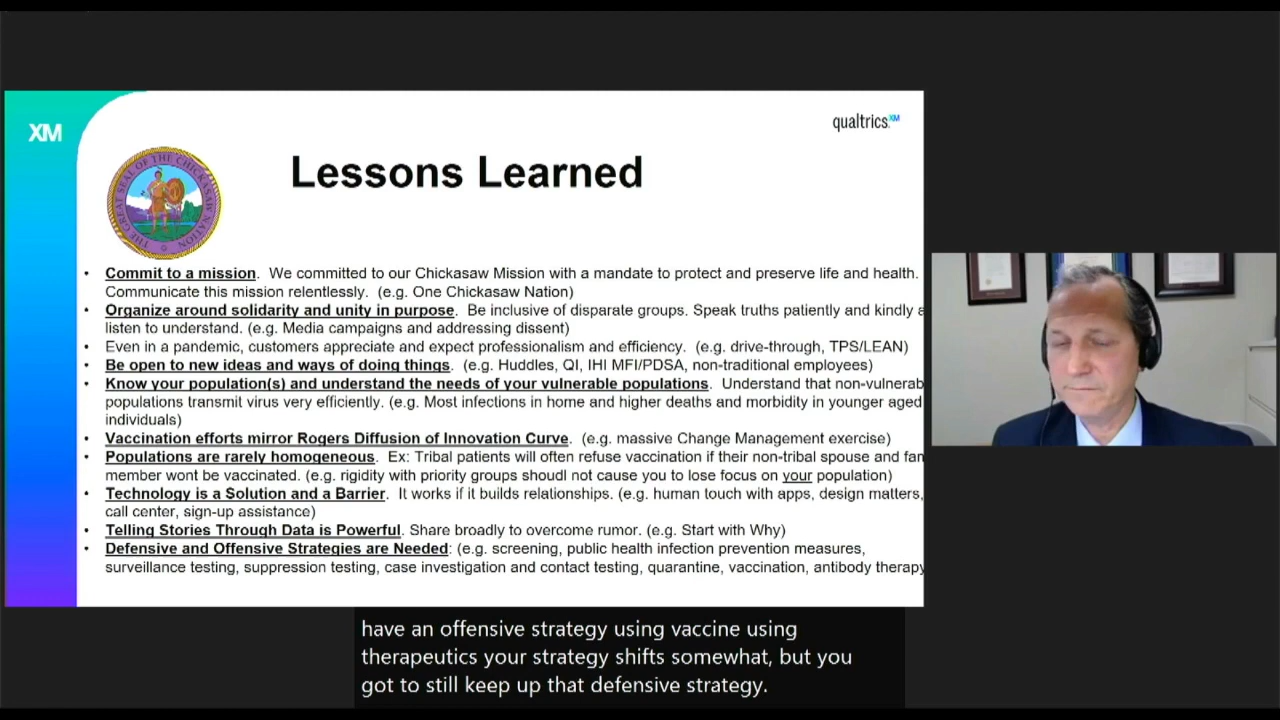 XM
qualtrics.XM
THE GREAT SEAL OF THE CHICKASAW NATION
Lessons Learned
• Commit to a mission. We committed to our Chickasaw Mission with a mandate to protect and preserve life and health.
Communicate this mission relentlessly. (e.g. One Chickasaw Nation)
• Organize around solidarity and unity in purpose. Be inclusive of disparate groups. Speak truths patiently and kindly a
listen to understand. (e.g. Media campaigns and addressing dissent)
• Even in a pandemic, customers appreciate and expect professionalism and efficiency. (e.g. drive-through, TPS/LEAN)
• Be open to new ideas and ways of doing things. (e.g. Huddles, QI, IHI MFI/PDSA, non-traditional employees)
• Know your population(s) and understand the needs of your vulnerable populations. Understand that non-vulnerab
populations transmit virus very efficiently. (e.g. Most infections in home and higher deaths and morbidity in younger aged
individuals)
• Vaccination efforts mirror Rogers Diffusion of Innovation Curve. (e.g. massive Change Management exercise)
• Populations are rarely homogeneous. Ex: Tribal patients will often refuse vaccination if their non-tribal spouse and fam
member wont be vaccinated. (e.g. rigidity with priority groups shoudl not cause you to lose focus on your population)
• Technology is a Solution and a Barrier. It works if it builds relationships. (e.g. human touch with apps, design matters,
call center, sign-up assistance)
• Telling Stories Through Data is Powerful. Share broadly to overcome rumor. (e.g. Start with Why)
• Defensive and Offensive Strategies are Needed: (e.g. screening, public health infection prevention measures,
surveillance testing, suppression testing, case investigation and contact testing, quarantine, vaccination, antibody therapy
have an offensive strategy using vaccine using
therapeutics your strategy shifts somewhat, but you
got to still keep up that defensive strategy.